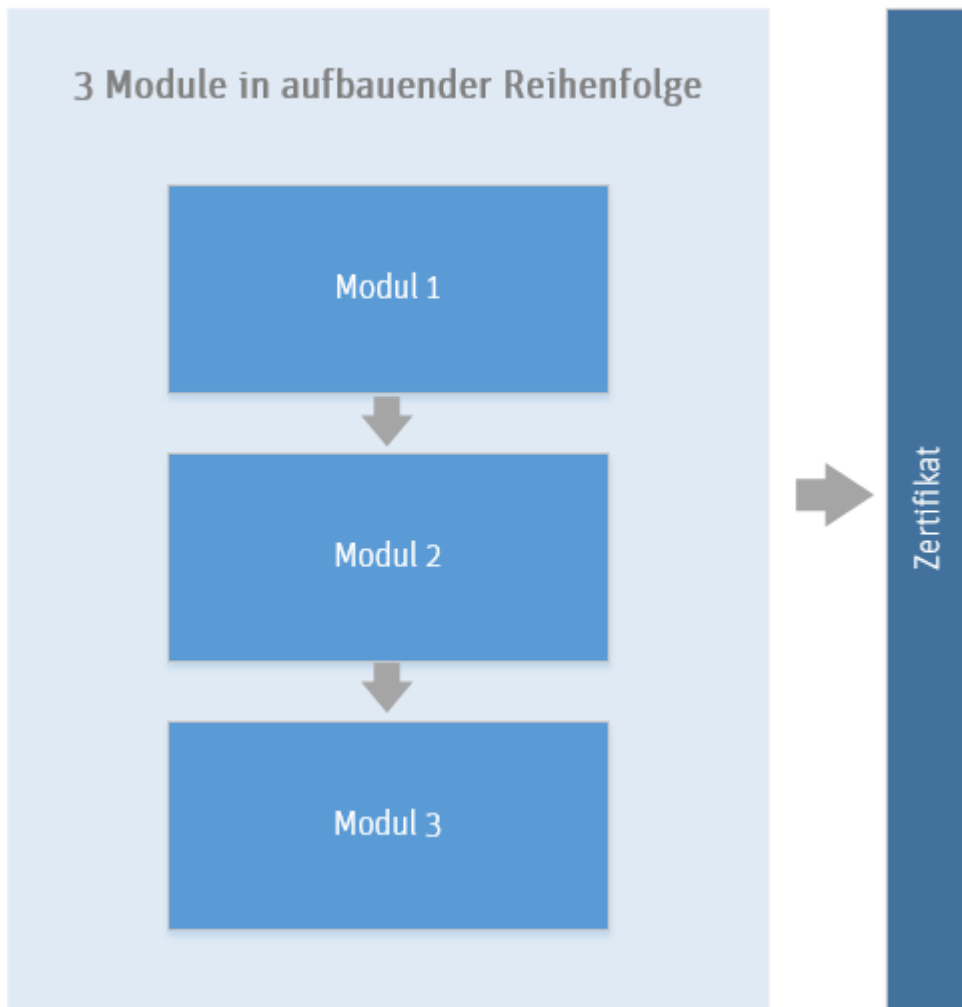 3 Module in aufbauender Reihenfolge
Modul 1
Modul 2
Modul 3
Zertifikat